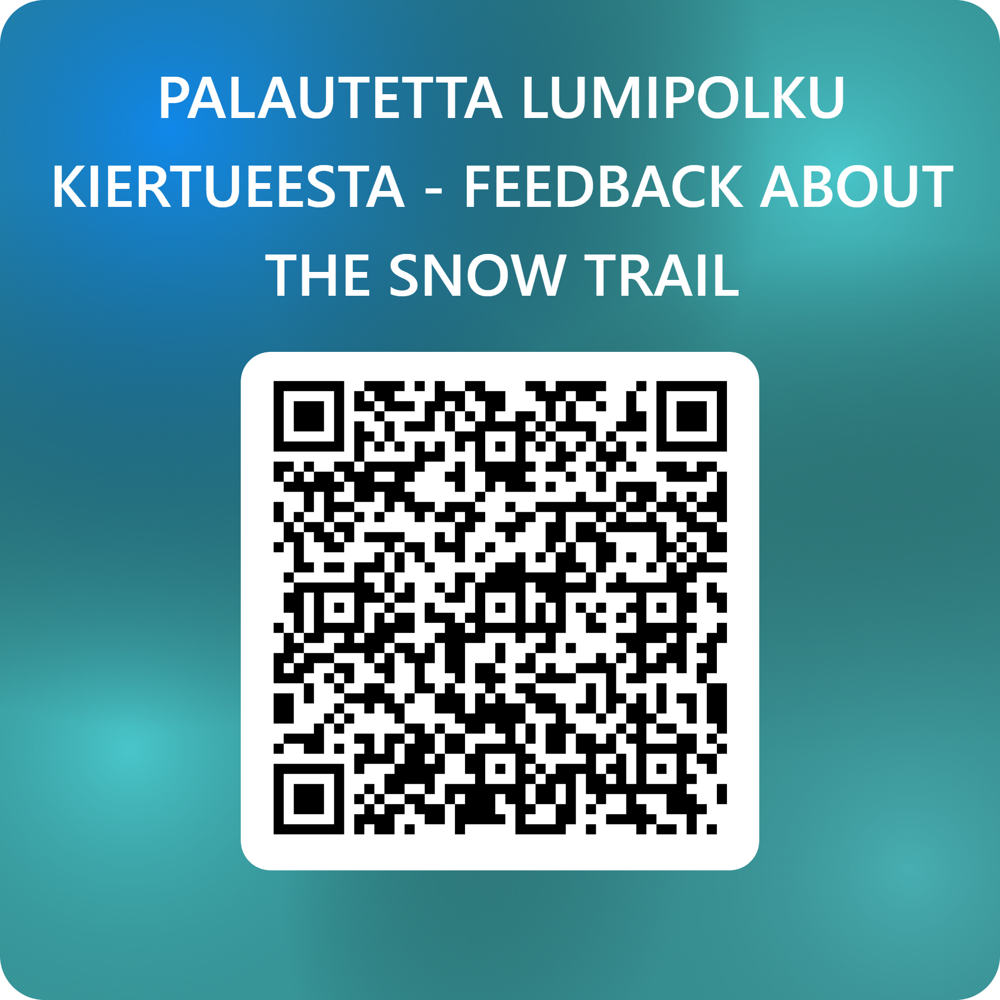 PALAUTETTA LUMIPOLKU
KIERTUEESTA - FEEDBACK ABOUT
THE SNOW TRAIL